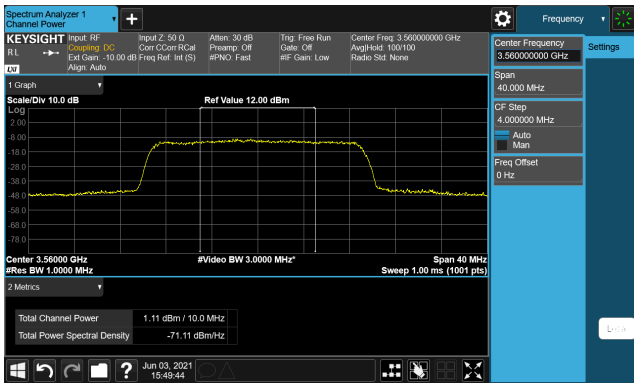 Spectrum Analyzer 1
Channel Power
Frequency
KEYSIGHT
Input: RF
Coupling: DC
Ext Gain: -10.00 dB
Align: Auto
Input Z: 50 Ω
Corr CCorr RCal
Freq Ref: Int (S)
Atten: 30 dB
Preamp: Off
#PNO: Fast
Trig: Free Run
Gate: Off
#IF Gain: Low
Center Freq: 3.560000000 GHz
Avg|Hold: 100/100
Radio Std: None
RL
LXI
Center Frequency
3.560000000 GHz
Settings
Span
40.000 MHz
CF Step
4.000000 MHz
Auto
Man
Freq Offset
0 Hz
1 Graph
Scale/Div 10.0 dB
Ref Value 12.00 dBm
Log
2.00
-8.00
-18.0
-28.0
-38.0
-48.0
-58.0
-68.0
-78.0
Center 3.56000 GHz
#Video BW 3.0000 MHz*
Span 40 MHz
#Res BW 1.0000 MHz
Sweep 1.00 ms (1001 pts)
2 Metrics
Total Channel Power
1.11 dBm / 10.0 MHz
Total Power Spectral Density
-71.11 dBm/Hz
?
Jun 03, 2021
15:49:44